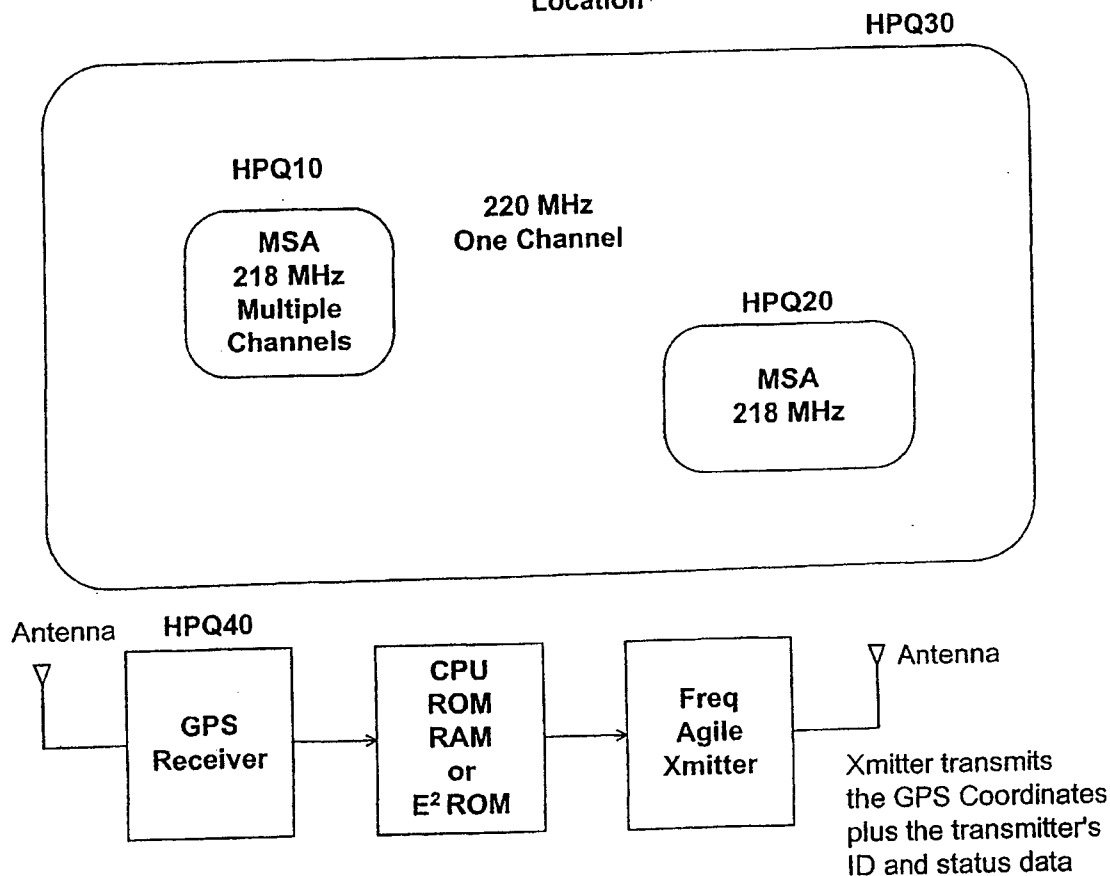 Location
HPQ30
HPQ10
MSA
218 MHz
Multiple
Channels
220 MHz
One Channel
HPQ20
MSA
218 MHz
Antenna
HPQ40
GPS
Receiver
CPU
ROM
RAM
or
E² ROM
Freq
Agile
Xmitter
Antenna
Xmitter transmits
the GPS Coordinates
plus the transmitter's
ID and status data